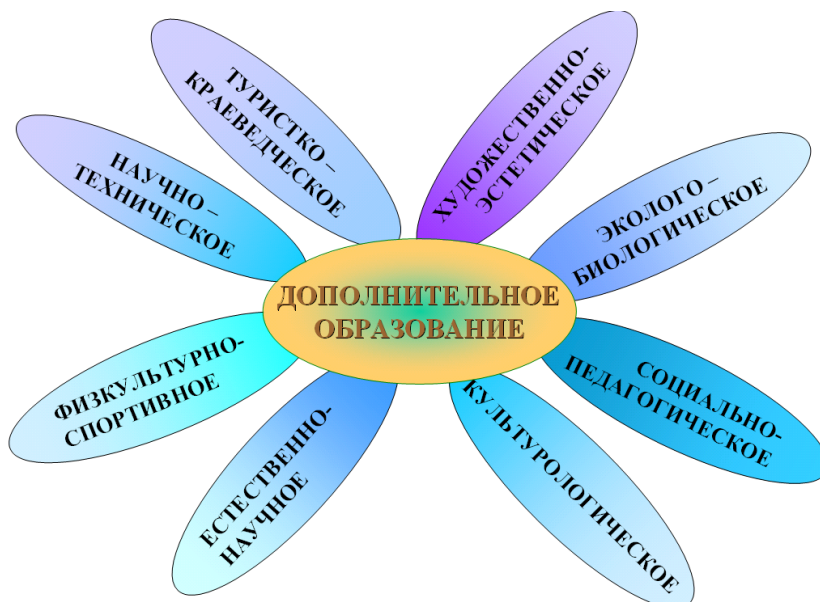 ТУРИСТКО –
КРАЕВЕДЧЕСКОЕ
ХУДОЖЕСТВЕННО-
ЭСТЕТИЧЕСКОЕ
НАУЧНО –
ТЕХНИЧЕСКОЕ
ЭКОЛОГО –
БИОЛОГИЧЕСКОЕ
ДОПОЛНИТЕЛЬНОЕ
ОБРАЗОВАНИЕ
ФИЗКУЛЬТУРНО-
СПОРТИВНОЕ
СОЦИАЛЬНО-
ПЕДАГОГИЧЕСКОЕ
ЕСТЕСТВЕННО-
НАУЧНОЕ
КУЛЬТУРОЛОГИЧЕСКОЕ